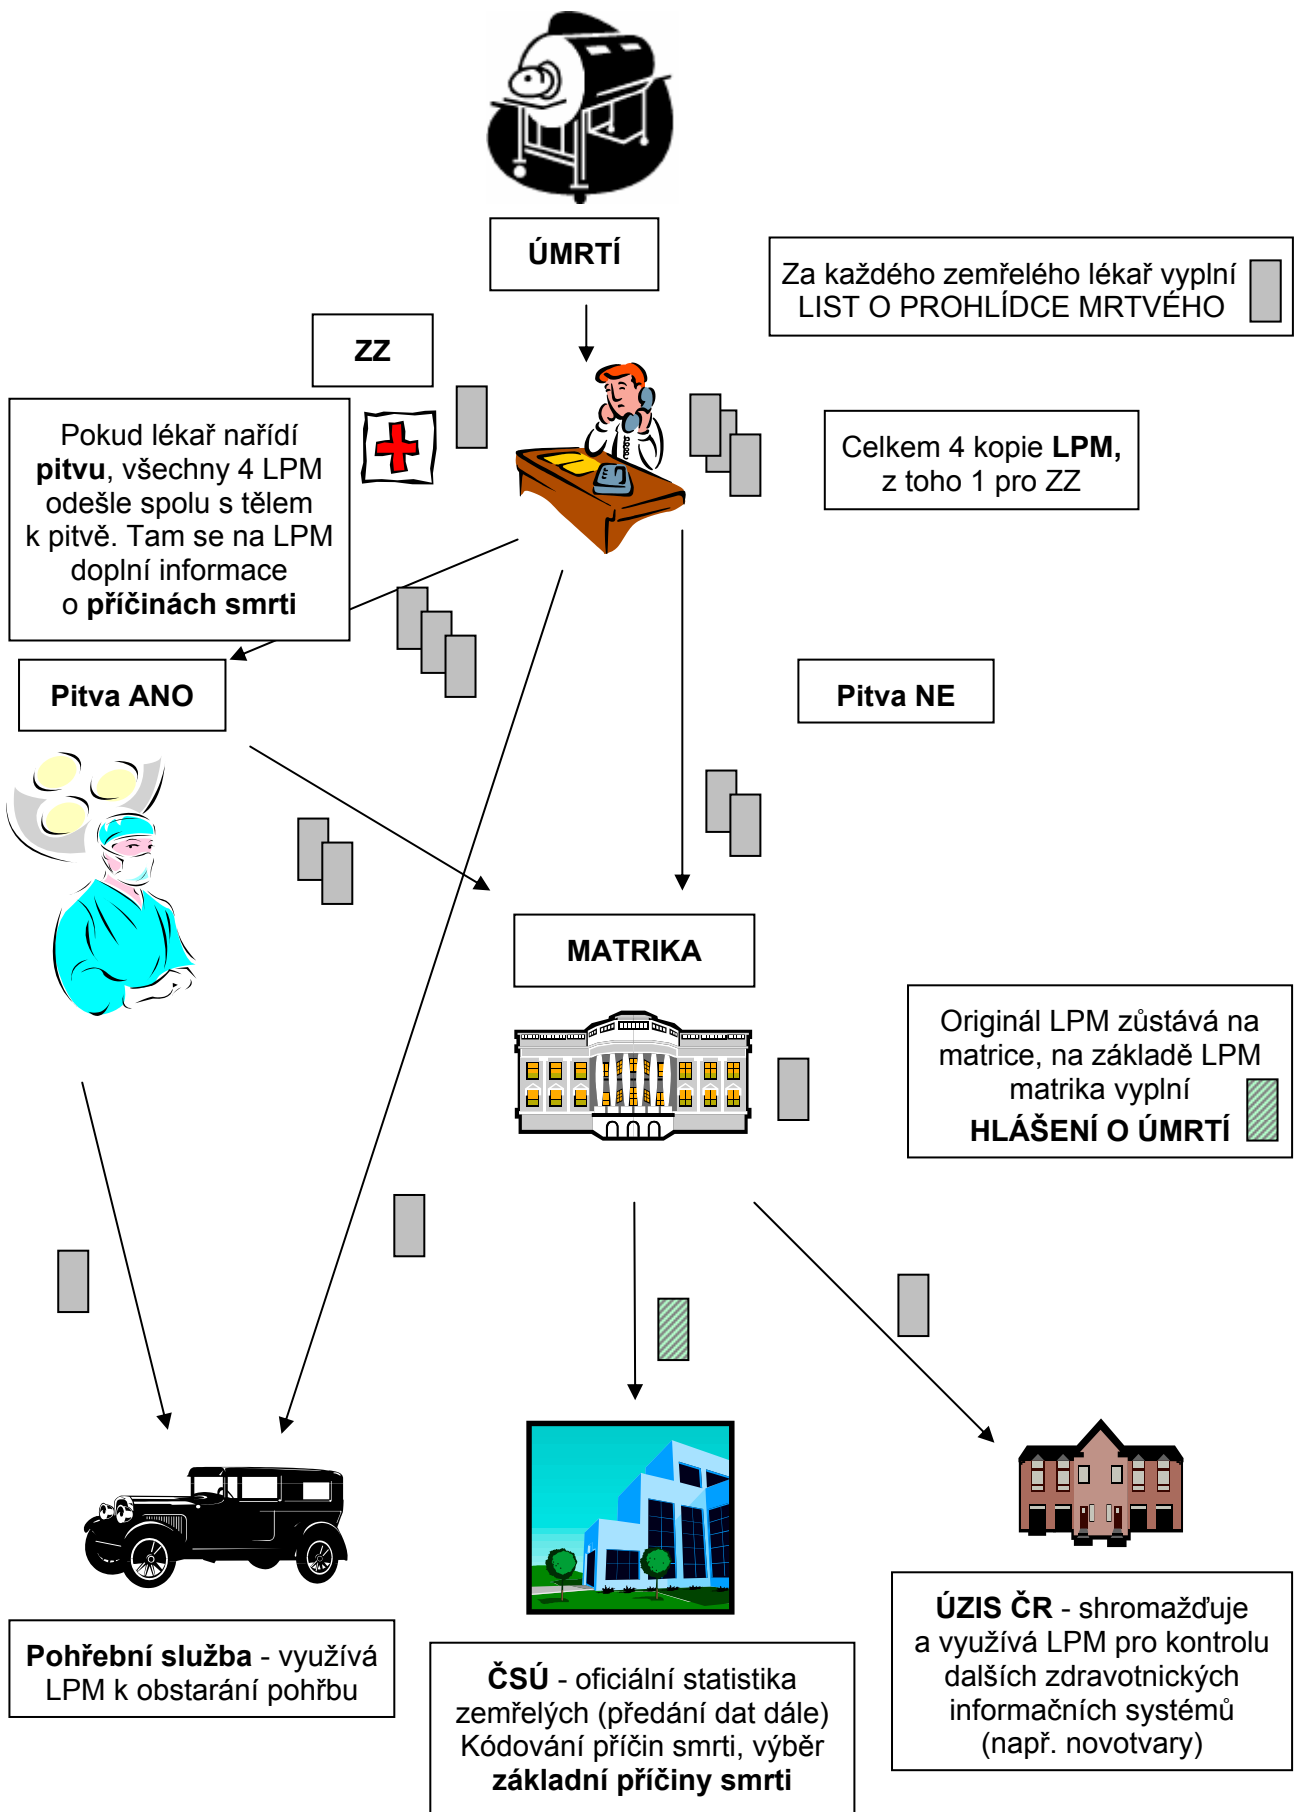 ÚMRTÍ
Za každého zemřelého lékař vyplní
LIST O PROHLÍDCE MRTVÉHO
ZZ
Pokud lékař nařídí
pitvu, všechny 4 LPM
odešle spolu s tělem
k pitvě. Tam se na LPM
doplní informace
o příčinách smrti
Celkem 4 kopie LPM,
z toho 1 pro ZZ
Pitva ANO
Pitva NE
MATRIKA
Originál LPM zůstává na
matrice, na základě LPM
matrika vyplní
HLÁŠENÍ O ÚMRTÍ
Pohřební služba - využívá
LPM k obstarání pohřbu
ČSÚ - oficiální statistika
zemřelých (předání dat dále)
Kódování příčin smrti, výběr
základní příčiny smrti
ÚZIS ČR - shromažďuje
a využívá LPM pro kontrolu
dalších zdravotnických
informačních systémů
(např. novotvary)